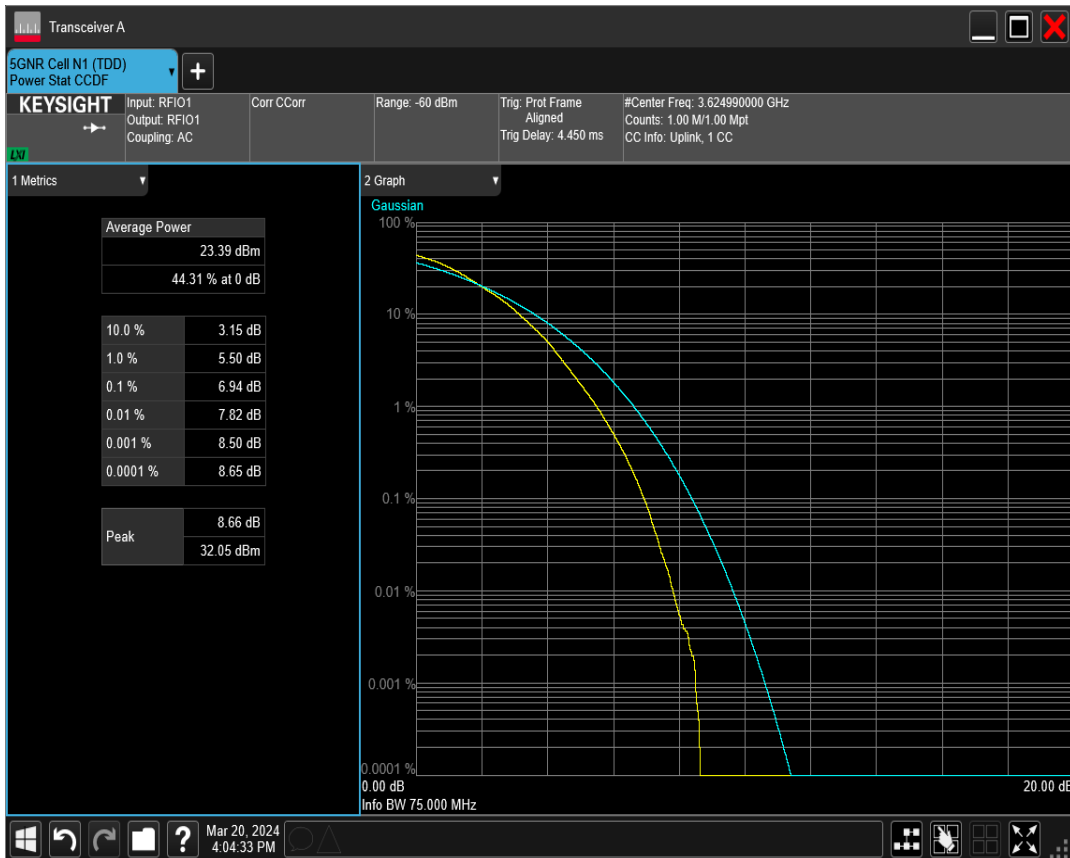 Transceiver A
5GNR Cell N1 (TDD)
Power Stat CCDF
+
KEYSIGHT
LXI
Input: RFIO1
Output: RFIO1
Coupling: AC
Corr CCorr
Range: -60 dBm
Trig: Prot Frame
Aligned
Trig Delay: 4.450 ms
#Center Freq: 3.624990000 GHz
Counts: 1.00 M/1.00 Mpt
CC Info: Uplink, 1 CC
1 Metrics
Average Power
23.39 dBm
44.31 % at 0 dB
10.0 % 3.15 dB
1.0 % 5.50 dB
0.1 % 6.94 dB
0.01 % 7.82 dB
0.001 % 8.50 dB
0.0001 % 8.65 dB
Peak
8.66 dB
32.05 dBm
2 Graph
Gaussian
100 %
10 %
1 %
0.1 %
0.01 %
0.001 %
0.0001 %
0.00 dB 20.00 dB
Info BW 75.000 MHz
?
Mar 20, 2024
4:04:33 PM